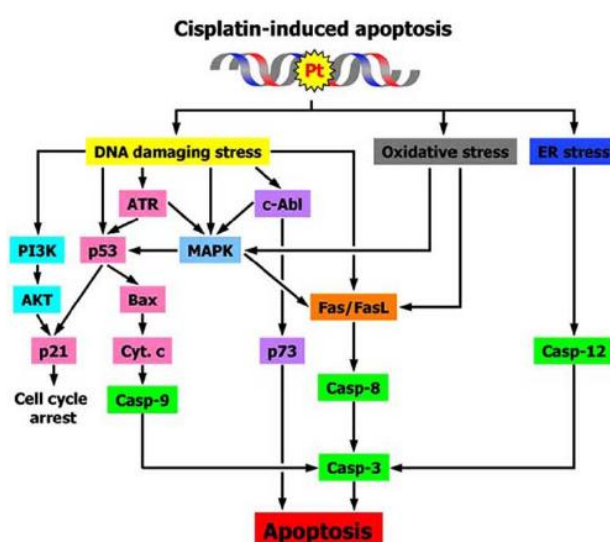 Cisplatin-induced apoptosis
Pt
DNA damaging stress
Oxidative stress
ER stress
ATR
c-Abl
PI3K
p53
MAPK
AKT
Bax
Fas/FasL
p21
Cyt. c
p73
Casp-12
Cell cycle
arrest
Casp-9
Casp-8
Casp-3
Apoptosis